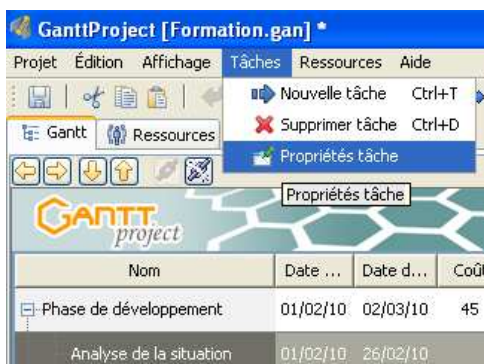 GanttProject [Formation.gan] *
Projet Édition Affichage Tâches Ressources Aide
Nouvelle tâche Ctrl+T
Gantt Ressources Supprimer tâche Ctrl+D
Propriétés tâche
Propriétés tâche
GANTT
project
Nom Date ... Date d... Coû
Phase de développement 01/02/10 02/03/10 45
Analyse de la situation 01/02/10 26/02/10